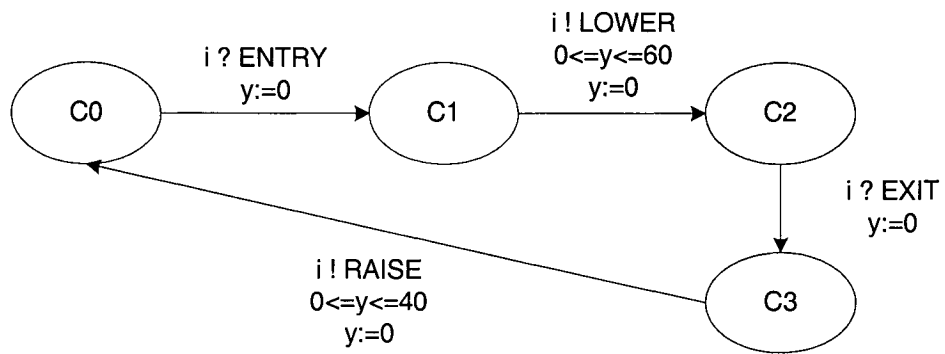 i ! LOWER
0<=y<=60
y:=0
i ? ENTRY
y:=0
C0
C1
C2
i ? EXIT
y:=0
C3
i ! RAISE
0<=y<=40
y:=0